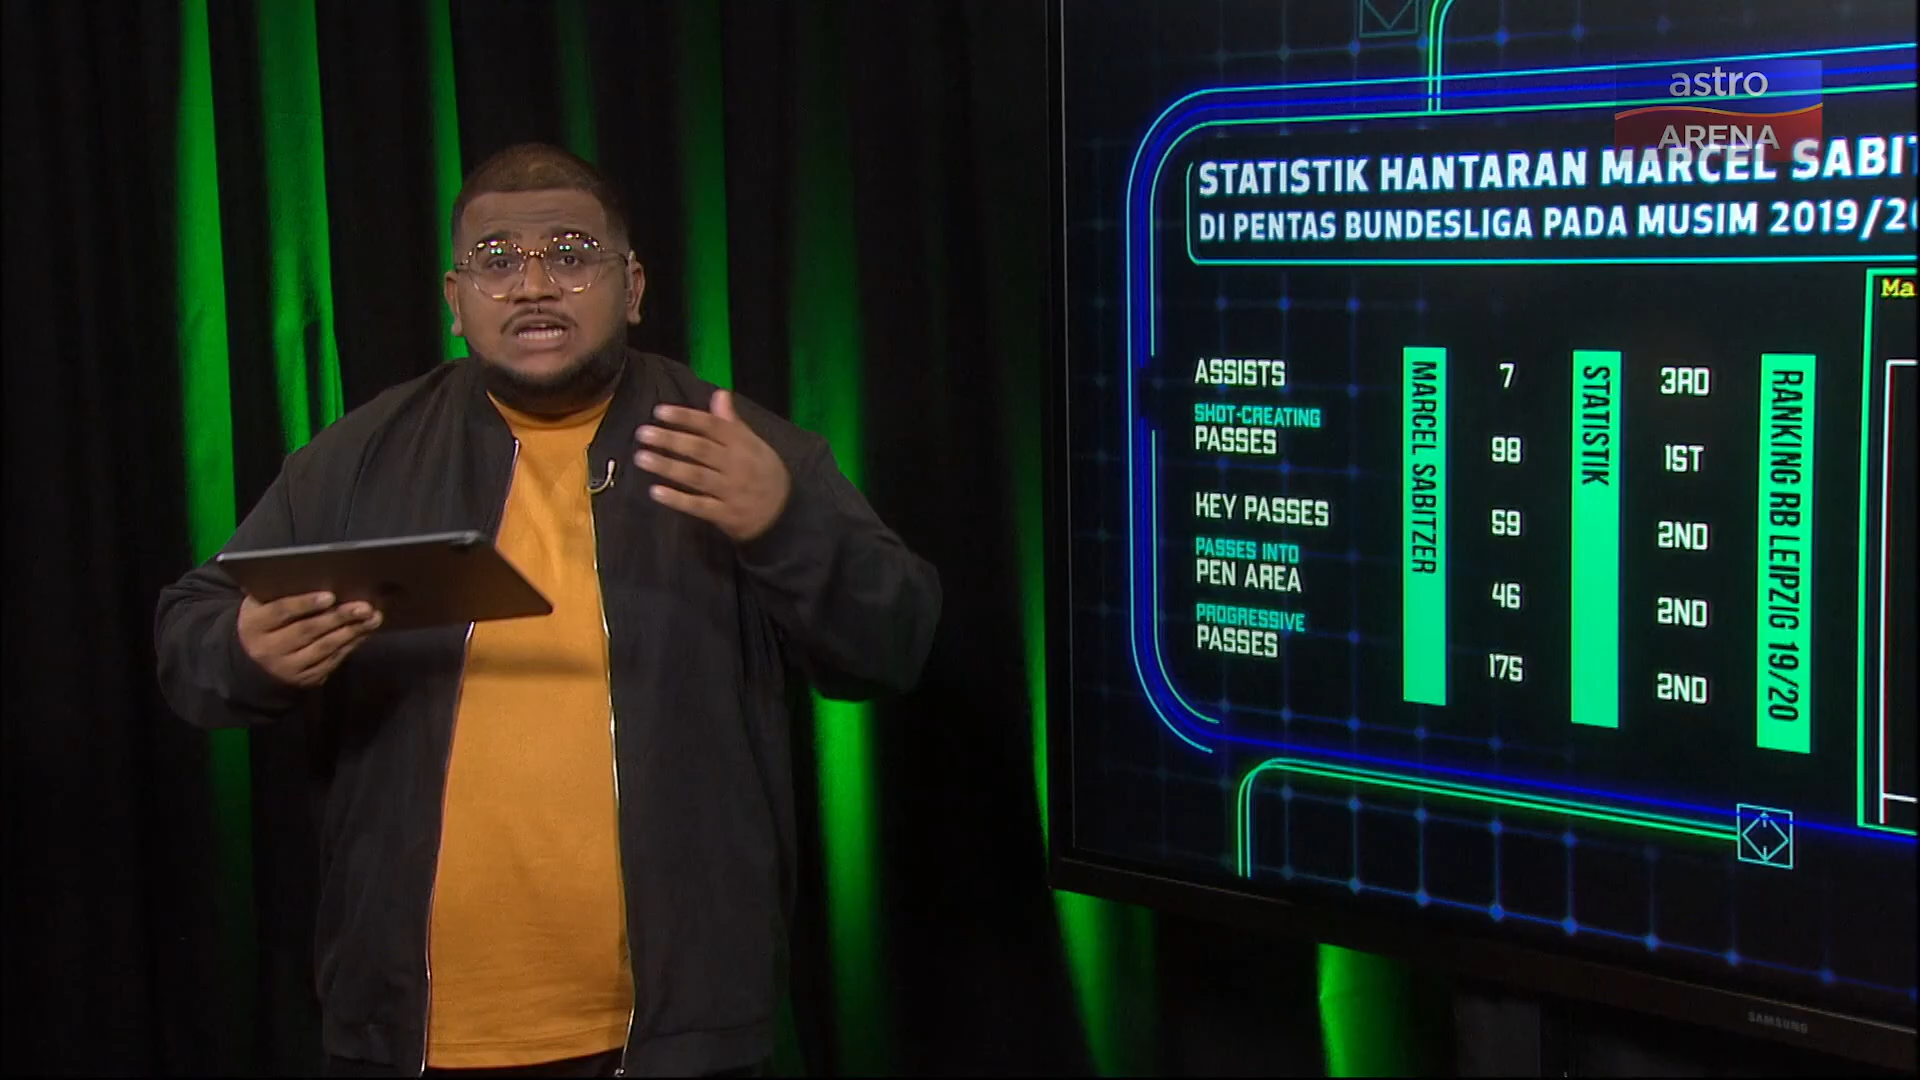 astro
ARENA
STATISTIK HANTARAN MARCEL SABIT
DI PENTAS BUNDESLIGA PADA MUSIM 2019/20
Ma
ASSISTS
SHOT-CREATING
PASSES
KEY PASSES
PASSES INTO
PEN AREA
PROGRESSIVE
PASSES
MARCEL SABITZER
7
98
59
46
175
STATISTIK
3RD
1ST
2ND
2ND
2ND
RANKING RB LEIPZIG 19/20
SAMSUNG